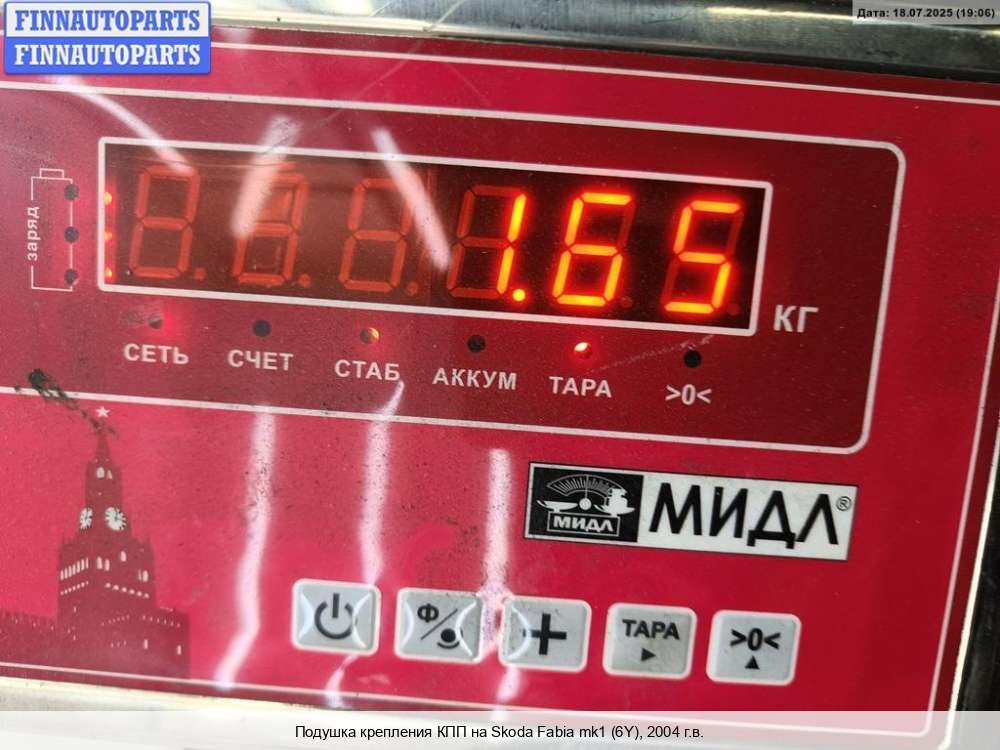 FINNAUTOPARTS
FINNAUTOPARTS
Дата: 18.07.2025 (19:06)
заряд
1.65
КГ
СЕТЬ СЧЕТ СТАБ АККУМ ТАРА >0<
МИДЛ
МИДЛ®
Ф ТАРА >0<
Подушка крепления КПП на Skoda Fabia mk1 (6Y), 2004 г.в.